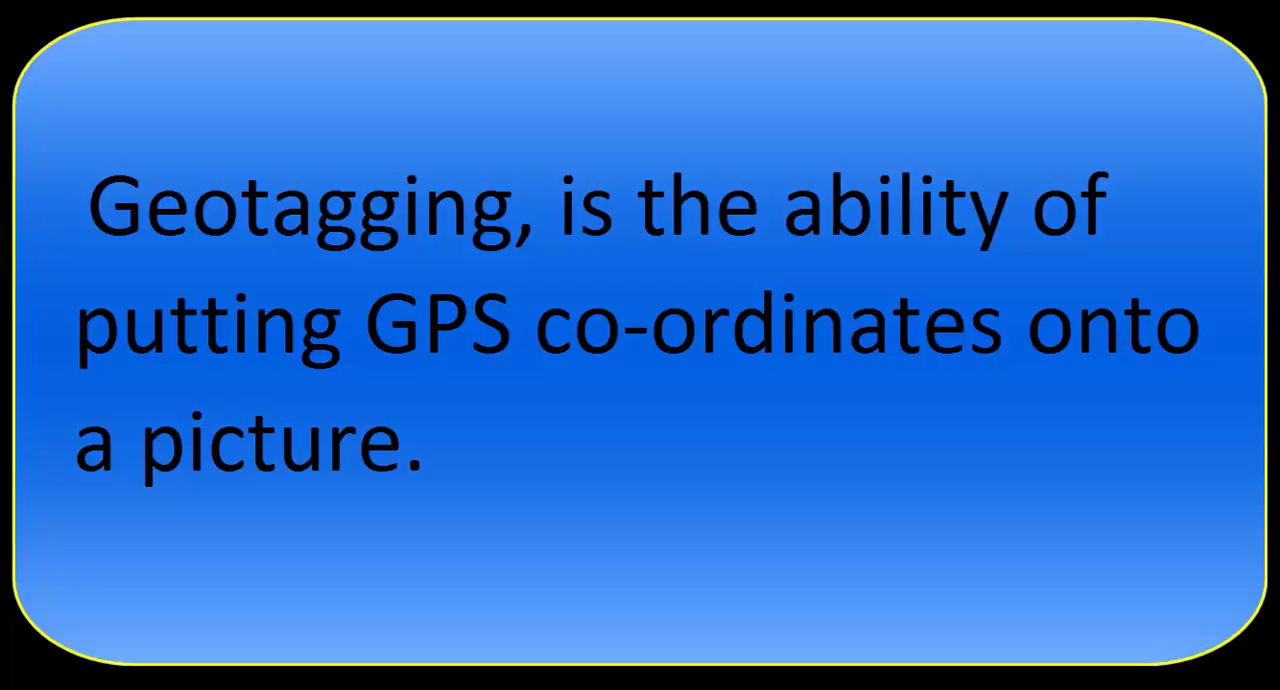 Geotagging, is the ability of
putting GPS co-ordinates onto
a picture.